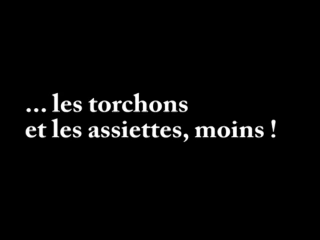 ... les torchons
et les assiettes, moins !